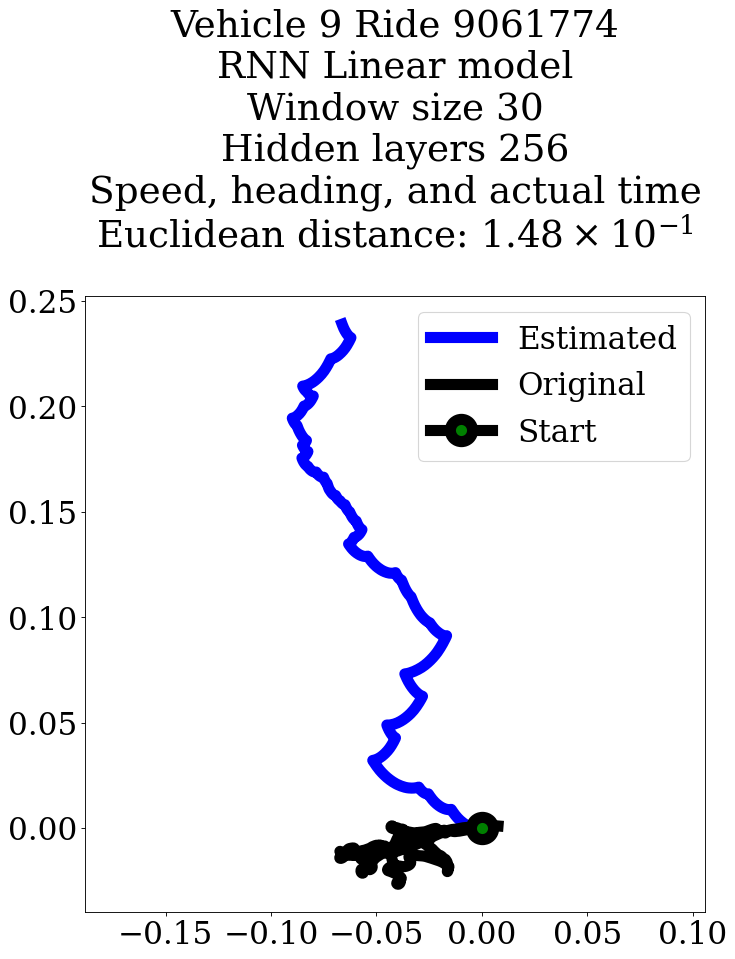 Vehicle 9 Ride 9061774
RNN Linear model
Window size 30
Hidden layers 256
Speed, heading, and actual time
Euclidean distance: 1.48 × 10⁻¹
Estimated
Original
Start
0.25
0.20
0.15
0.10
0.05
0.00
−0.15 −0.10 −0.05 0.00 0.05 0.10